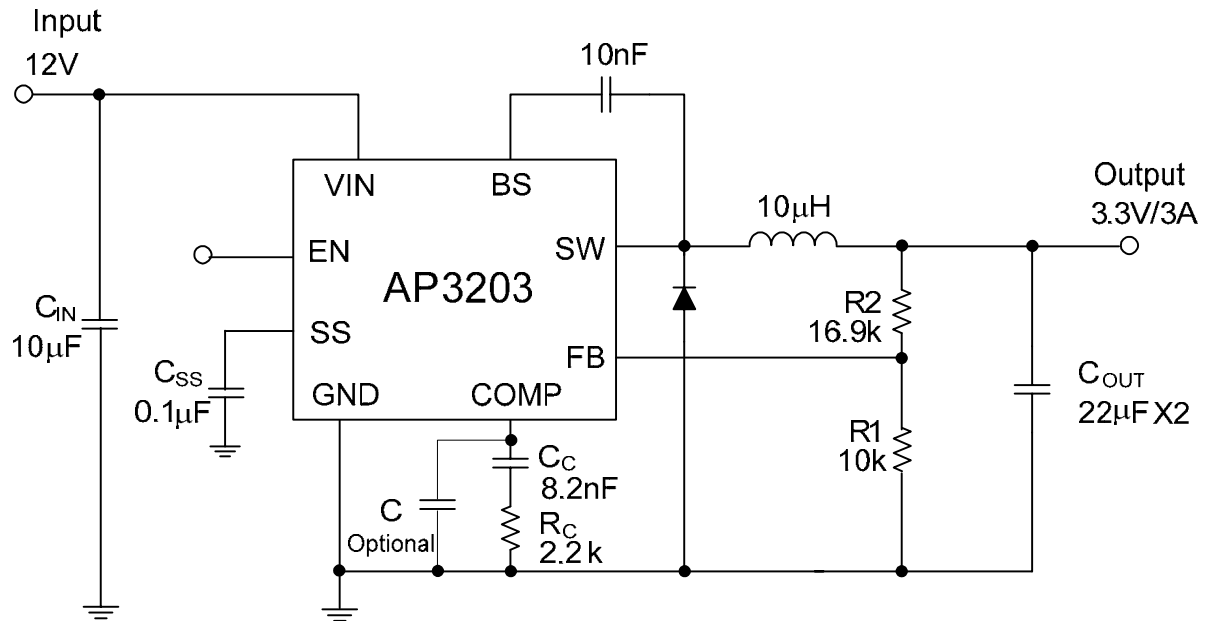 Input
12V
10nF
VIN
BS
Output
3.3V/3A
10μH
EN
SW
AP3203
CIN
10μF
R2
16.9k
SS
FB
CSS
0.1μF
GND
COMP
COUT
22μF X2
R1
10k
CC
8.2nF
C
Optional
RC
2.2k